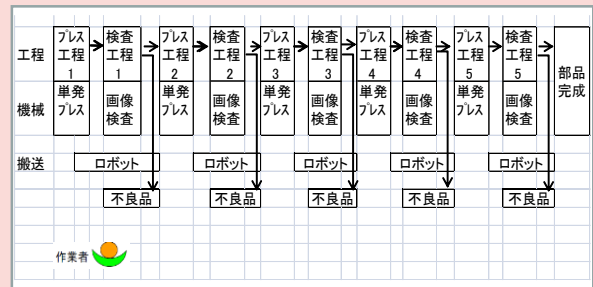 工程
プレス
工程
1
検査
工程
1
プレス
工程
2
検査
工程
2
プレス
工程
3
検査
工程
3
プレス
工程
4
検査
工程
4
プレス
工程
5
検査
工程
5
部品
完成
機械
単発
プレス
画像
検査
単発
プレス
画像
検査
単発
プレス
画像
検査
単発
プレス
画像
検査
単発
プレス
画像
検査
搬送
ロボット
ロボット
ロボット
ロボット
ロボット
不良品
不良品
不良品
不良品
不良品
作業者